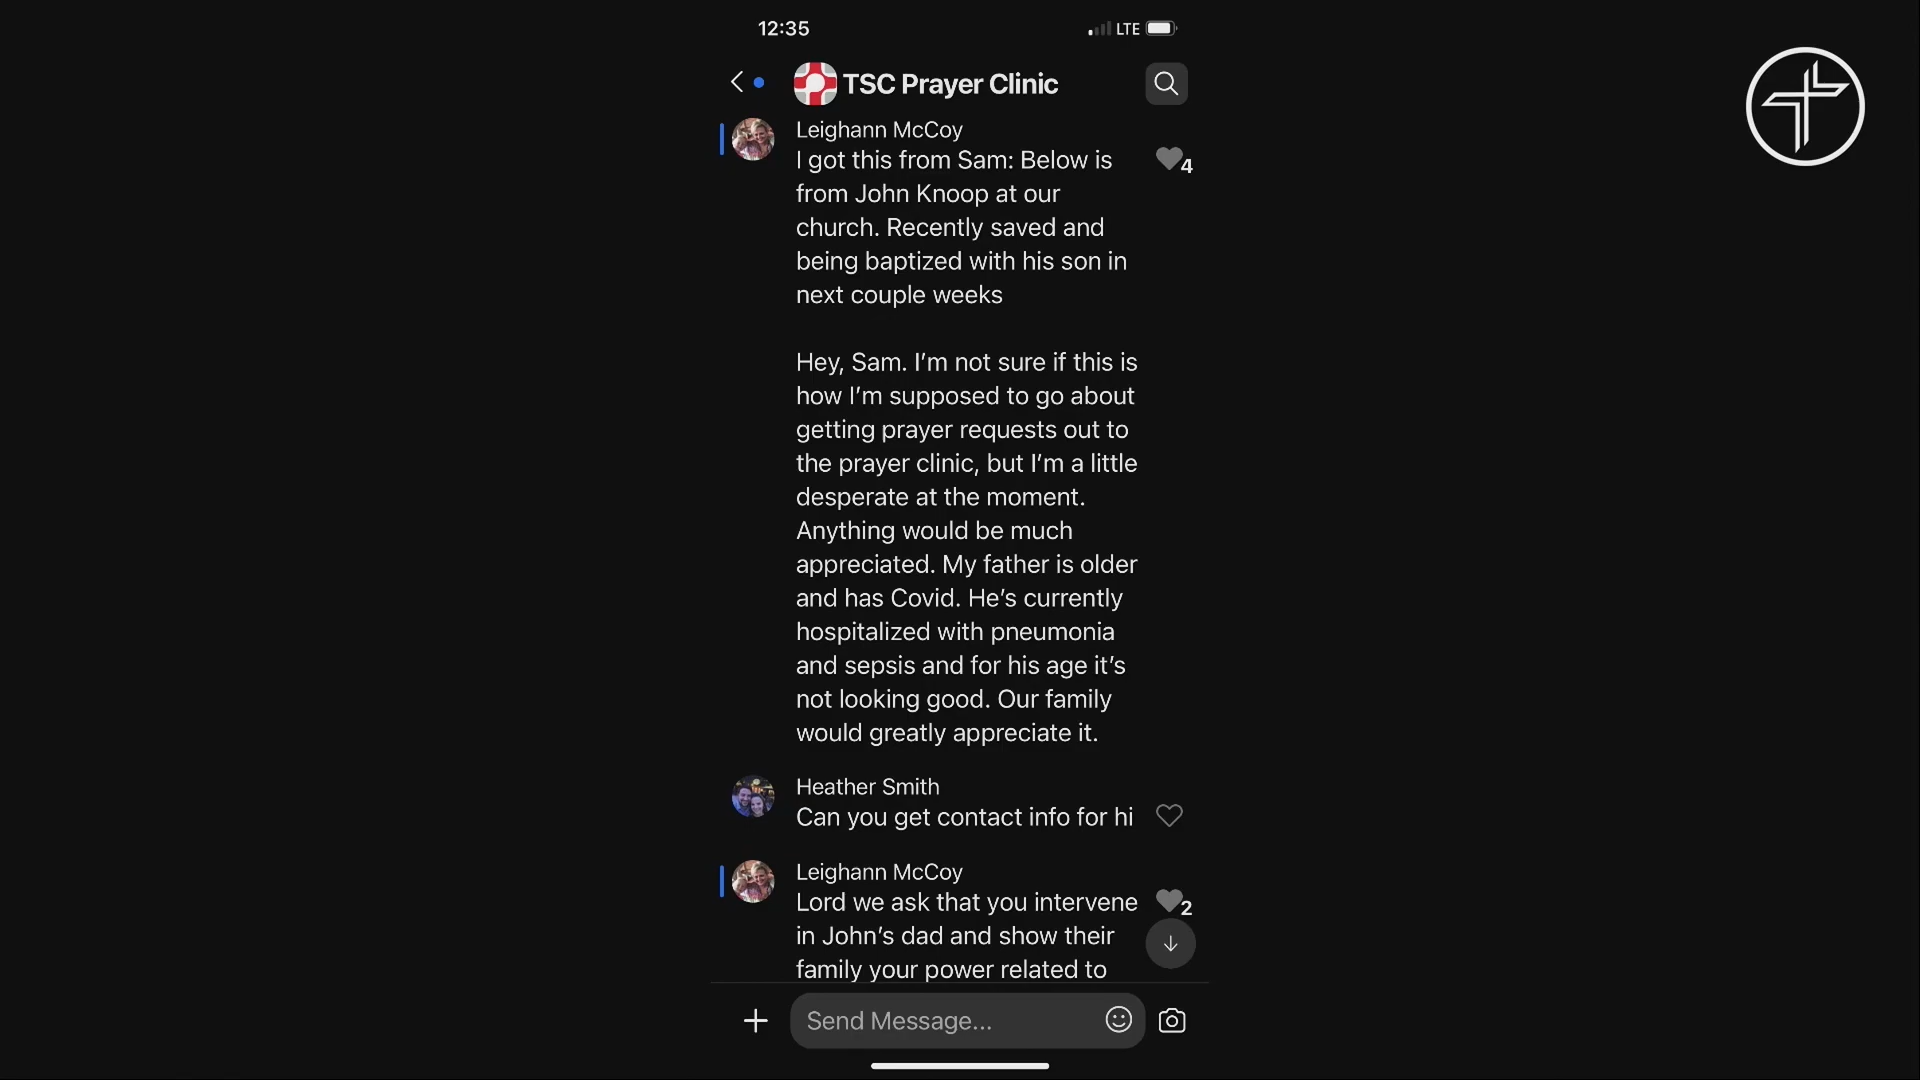 12:35
LTE
TSC Prayer Clinic
Leighann McCoy
I got this from Sam: Below is
from John Knoop at our
church. Recently saved and
being baptized with his son in
next couple weeks
4
Hey, Sam. I’m not sure if this is
how I’m supposed to go about
getting prayer requests out to
the prayer clinic, but I’m a little
desperate at the moment.
Anything would be much
appreciated. My father is older
and has Covid. He’s currently
hospitalized with pneumonia
and sepsis and for his age it’s
not looking good. Our family
would greatly appreciate it.
Heather Smith
Can you get contact info for hi
Leighann McCoy
Lord we ask that you intervene
2
in John’s dad and show their
family your power related to
Send Message...